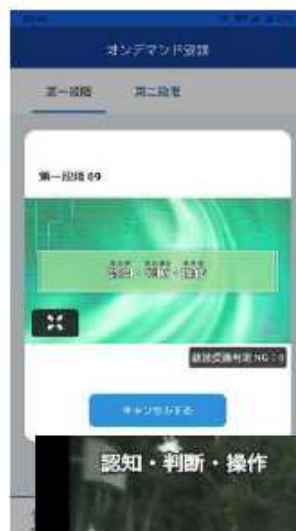 オンデマンド受講
第一段階 第二段階
第一段階 09
認知・判断・操作
キャンセルする
認知・判断・操作